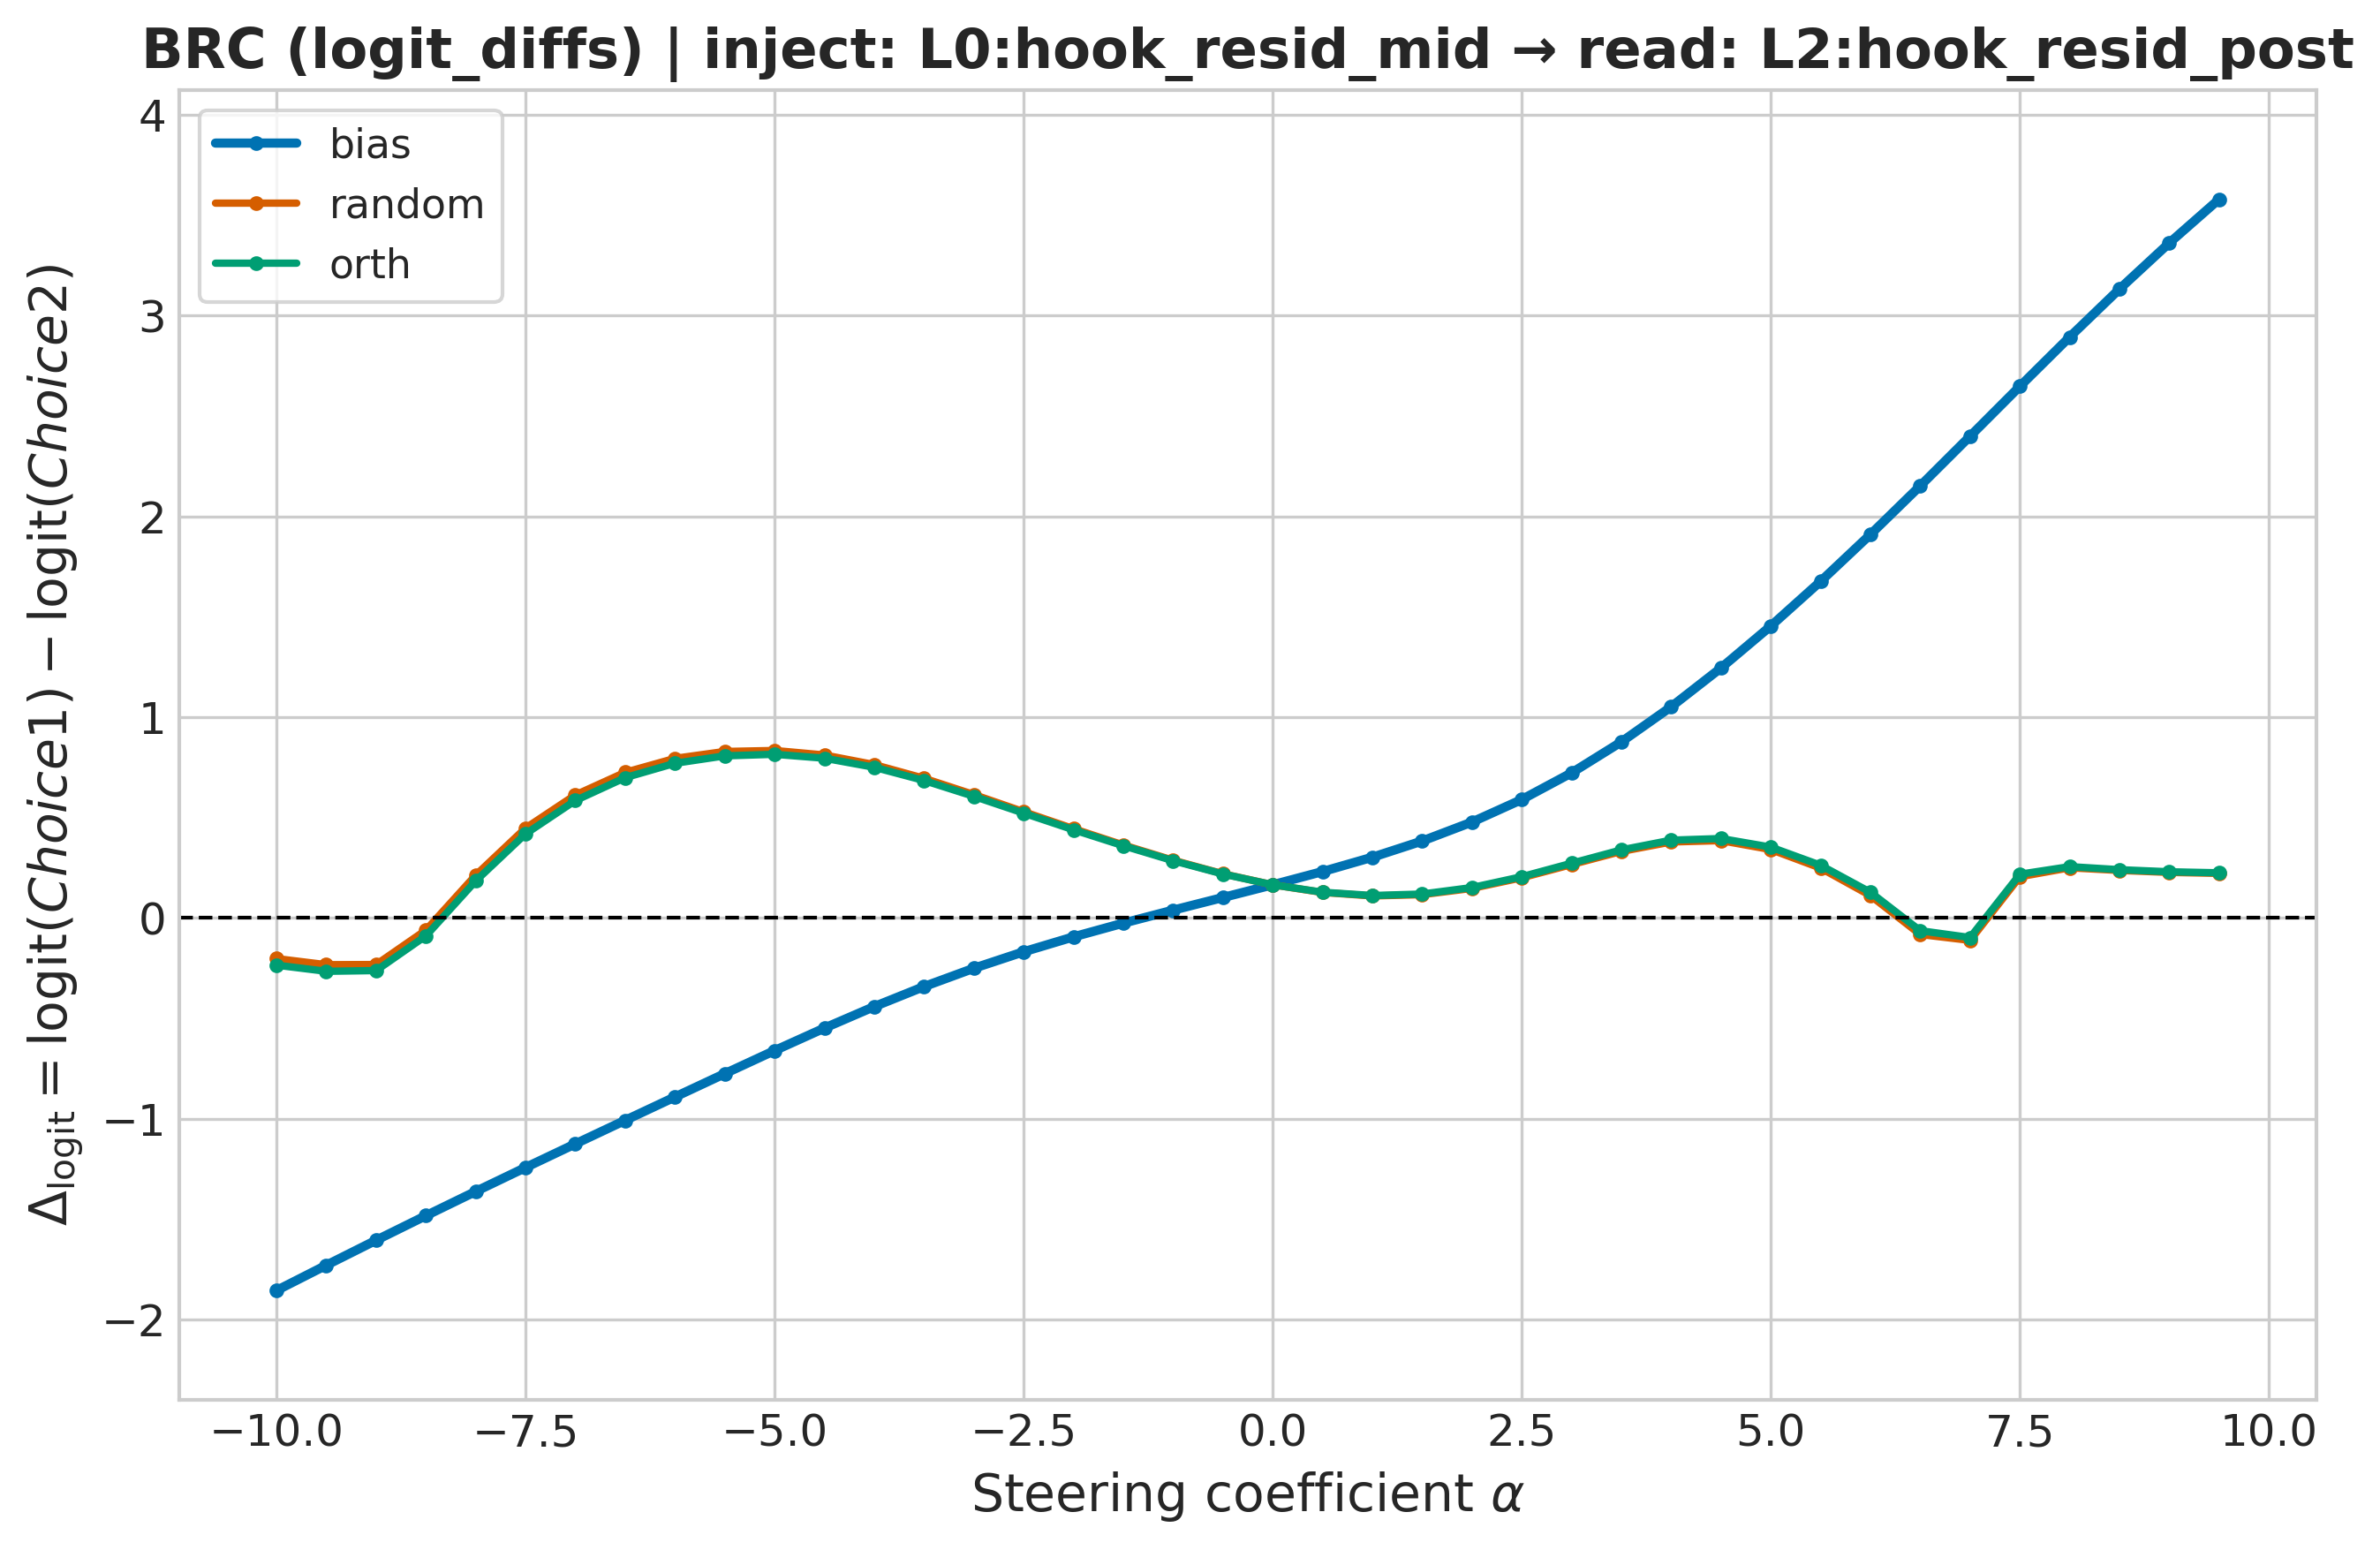 BRC (logit_diffs) | inject: L0:hook_resid_mid → read: L2:hook_resid_post
bias
random
orth
Δlogit = logit(Choice1) − logit(Choice2)
4
3
2
1
0
−1
−2
−10.0 −7.5 −5.0 −2.5 0.0 2.5 5.0 7.5 10.0
Steering coefficient α